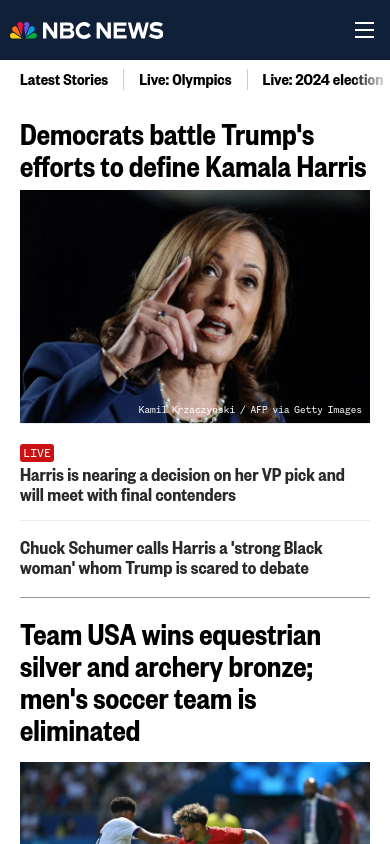 NBC NEWS
Latest Stories
Live: Olympics
Live: 2024 election
Democrats battle Trump's
efforts to define Kamala Harris
Kamil Krzaczynski / AFP via Getty Images
LIVE
Harris is nearing a decision on her VP pick and
will meet with final contenders
Chuck Schumer calls Harris a 'strong Black
woman' whom Trump is scared to debate
Team USA wins equestrian
silver and archery bronze;
men's soccer team is
eliminated